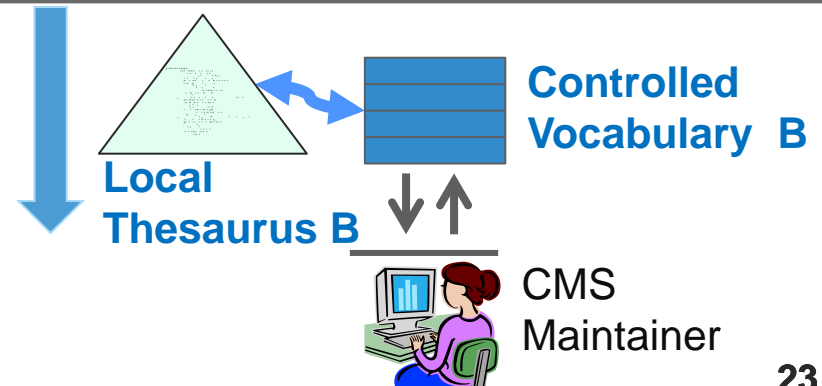 Controlled
Vocabulary B
Local
Thesaurus B
CMS
Maintainer
23